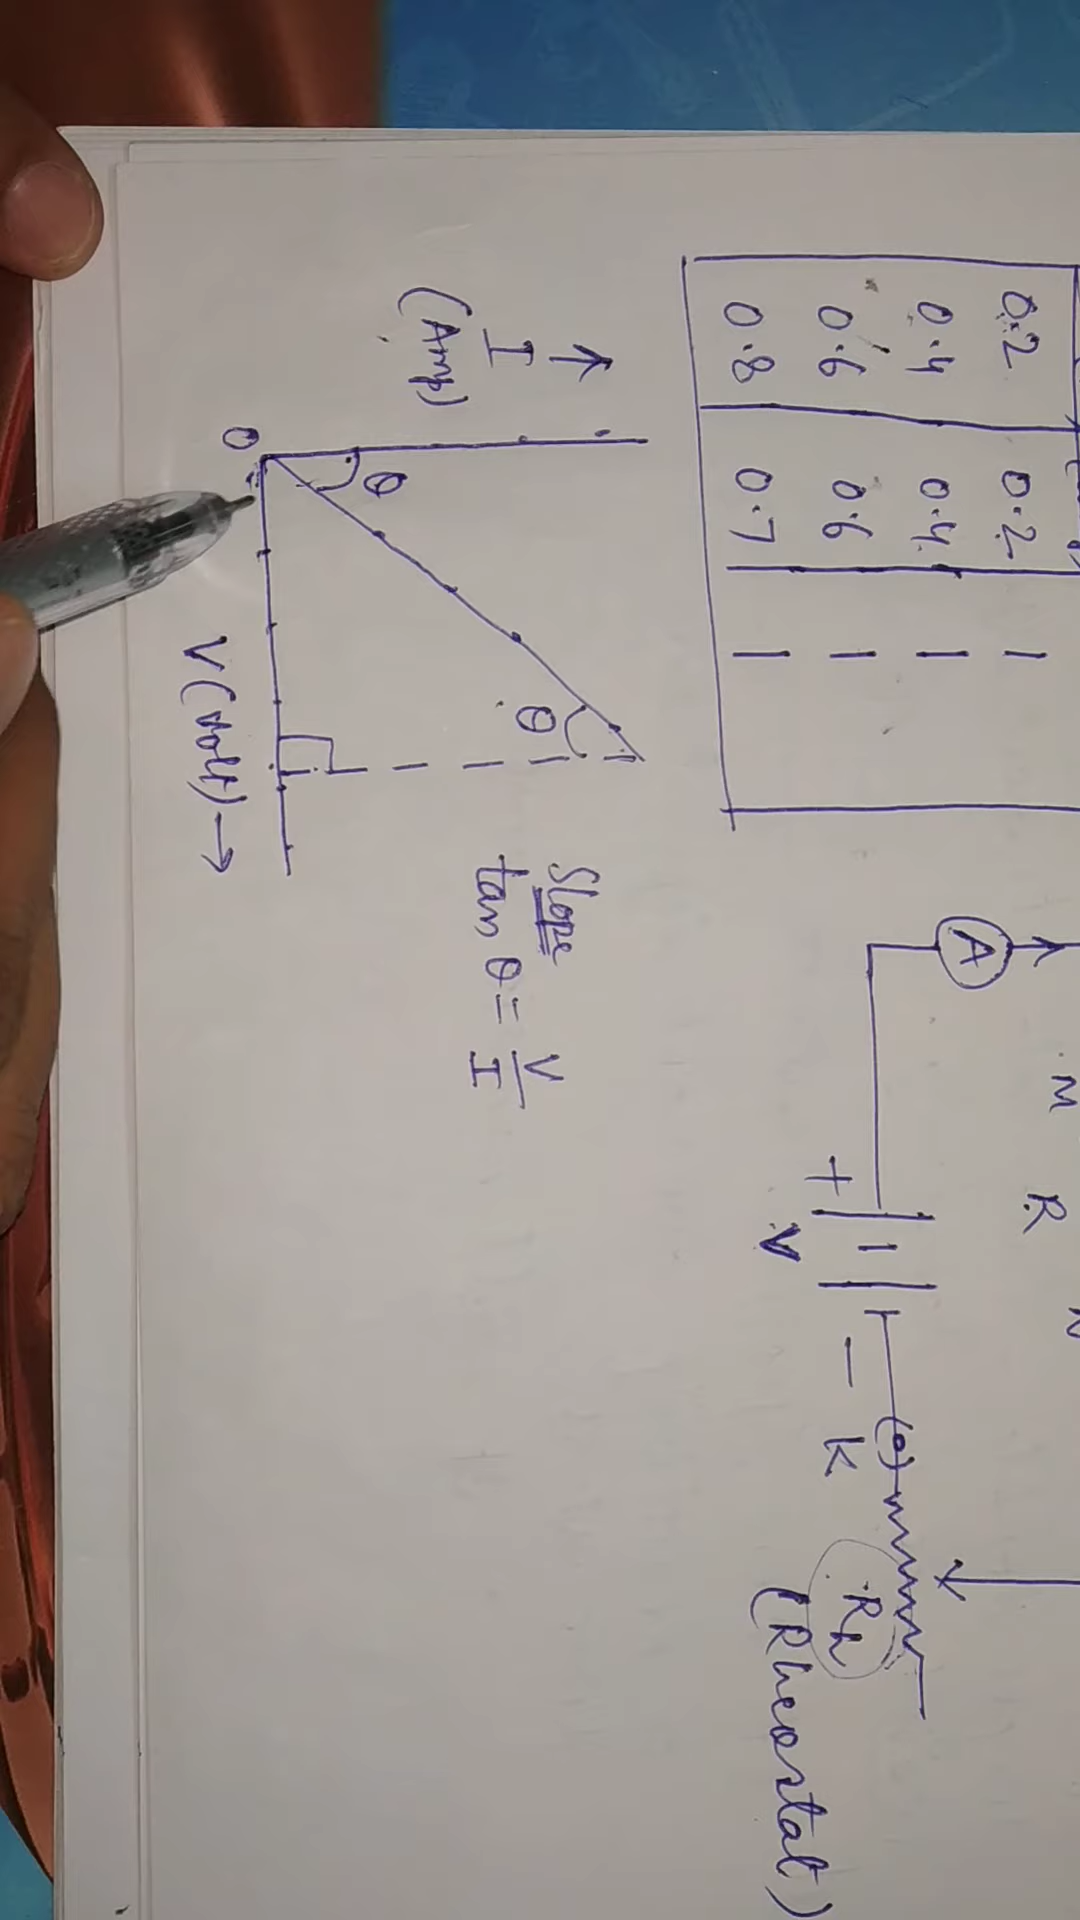 0.2 0.2 —
0.4 0.4 —
0.6 0.6 —
0.8 0.7 —
A
M R
+ V - K
Rh
(Rheostat)
↑
I
(Amp)
θ
θ
O
V (volt) →
Slope
tan θ = V/I